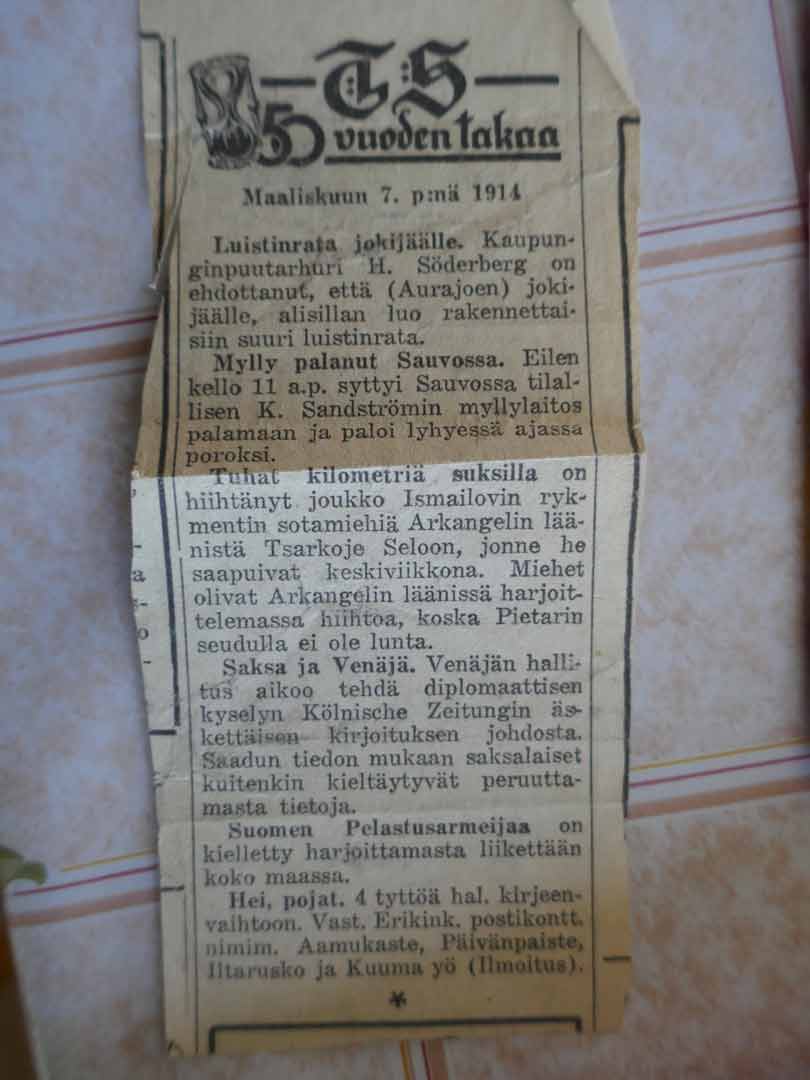 TS
50 vuoden takaa
Maaliskuun 7. p:nä 1914
Luistinrata jokijäälle. Kaupun-
ginpuutarhuri H. Söderberg on
ehdottanut, että (Aurajoen) joki-
jäälle, alisillan luo rakennettai-
siin suuri luistinrata.
Mylly palanut Sauvossa. Eilen
kello 11 a.p. syttyi Sauvossa tilal-
lisen K. Sandströmin myllylaitos
palamaan ja paloi lyhyessä ajassa
poroksi.
Tuhat kilometriä suksilla on
hiihtänyt joukko Ismailovin ryk-
mentin sotamiehiä Arkangelin lää-
nistä Tsarkoje Seloon, jonne he
saapuivat keskiviikkona. Miehet
olivat Arkangelin läänissä harjoit-
telemassa hiihtoa, koska Pietarin
seudulla ei ole lunta.
Saksa ja Venäjä. Venäjän halli-
tus aikoo tehdä diplomaattisen
kyselyn Kölnische Zeitungin äs-
kettäisen kirjoituksen johdosta.
Saadun tiedon mukaan saksalaiset
kuitenkin kieltäytyvät peruutta-
masta tietoja.
Suomen Pelastusarmeijaa on
kielletty harjoittamasta liikettään
koko maassa.
Hei, pojat. 4 tyttöä hal. kirjeen-
vaihtoon. Vast. Erikink. postikontt.
nimim. Aamukaste, Päivänpaiste,
Iltarusko ja Kuuma yö (Ilmoitus).